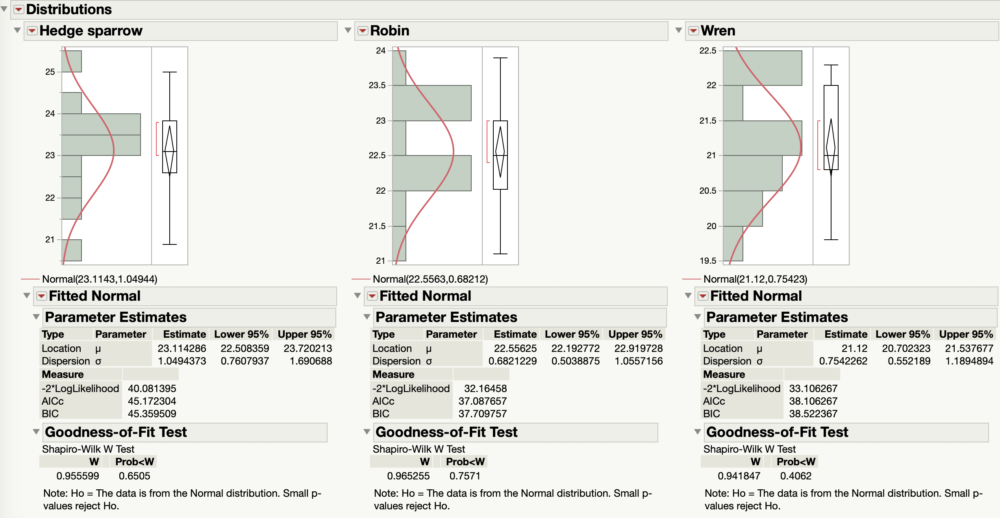 Distributions
Hedge sparrow
25
24
23
22
21
Normal(23.1143,1.04944)
Fitted Normal
Parameter Estimates
Type Parameter Estimate Lower 95% Upper 95%
Location μ 23.114286 22.508359 23.720213
Dispersion σ 1.0494373 0.7607937 1.690688
Measure
-2*LogLikelihood 40.081395
AICc 45.172304
BIC 45.359509
Goodness-of-Fit Test
Shapiro-Wilk W Test
W Prob<W
0.955599 0.6505
Note: Ho = The data is from the Normal distribution. Small p-
values reject Ho.
Robin
24
23.5
23
22.5
22
21.5
21
Normal(22.5563,0.68212)
Fitted Normal
Parameter Estimates
Type Parameter Estimate Lower 95% Upper 95%
Location μ 22.55625 22.192772 22.919728
Dispersion σ 0.6821229 0.5038875 1.0557156
Measure
-2*LogLikelihood 32.16458
AICc 37.087657
BIC 37.709757
Goodness-of-Fit Test
Shapiro-Wilk W Test
W Prob<W
0.965255 0.7571
Note: Ho = The data is from the Normal distribution. Small p-
values reject Ho.
Wren
22.5
22
21.5
21
20.5
20
19.5
Normal(21.12,0.75423)
Fitted Normal
Parameter Estimates
Type Parameter Estimate Lower 95% Upper 95%
Location μ 21.12 20.702323 21.537677
Dispersion σ 0.7542262 0.552189 1.1894894
Measure
-2*LogLikelihood 33.106267
AICc 38.106267
BIC 38.522367
Goodness-of-Fit Test
Shapiro-Wilk W Test
W Prob<W
0.941847 0.4062
Note: Ho = The data is from the Normal distribution. Small p-
values reject Ho.